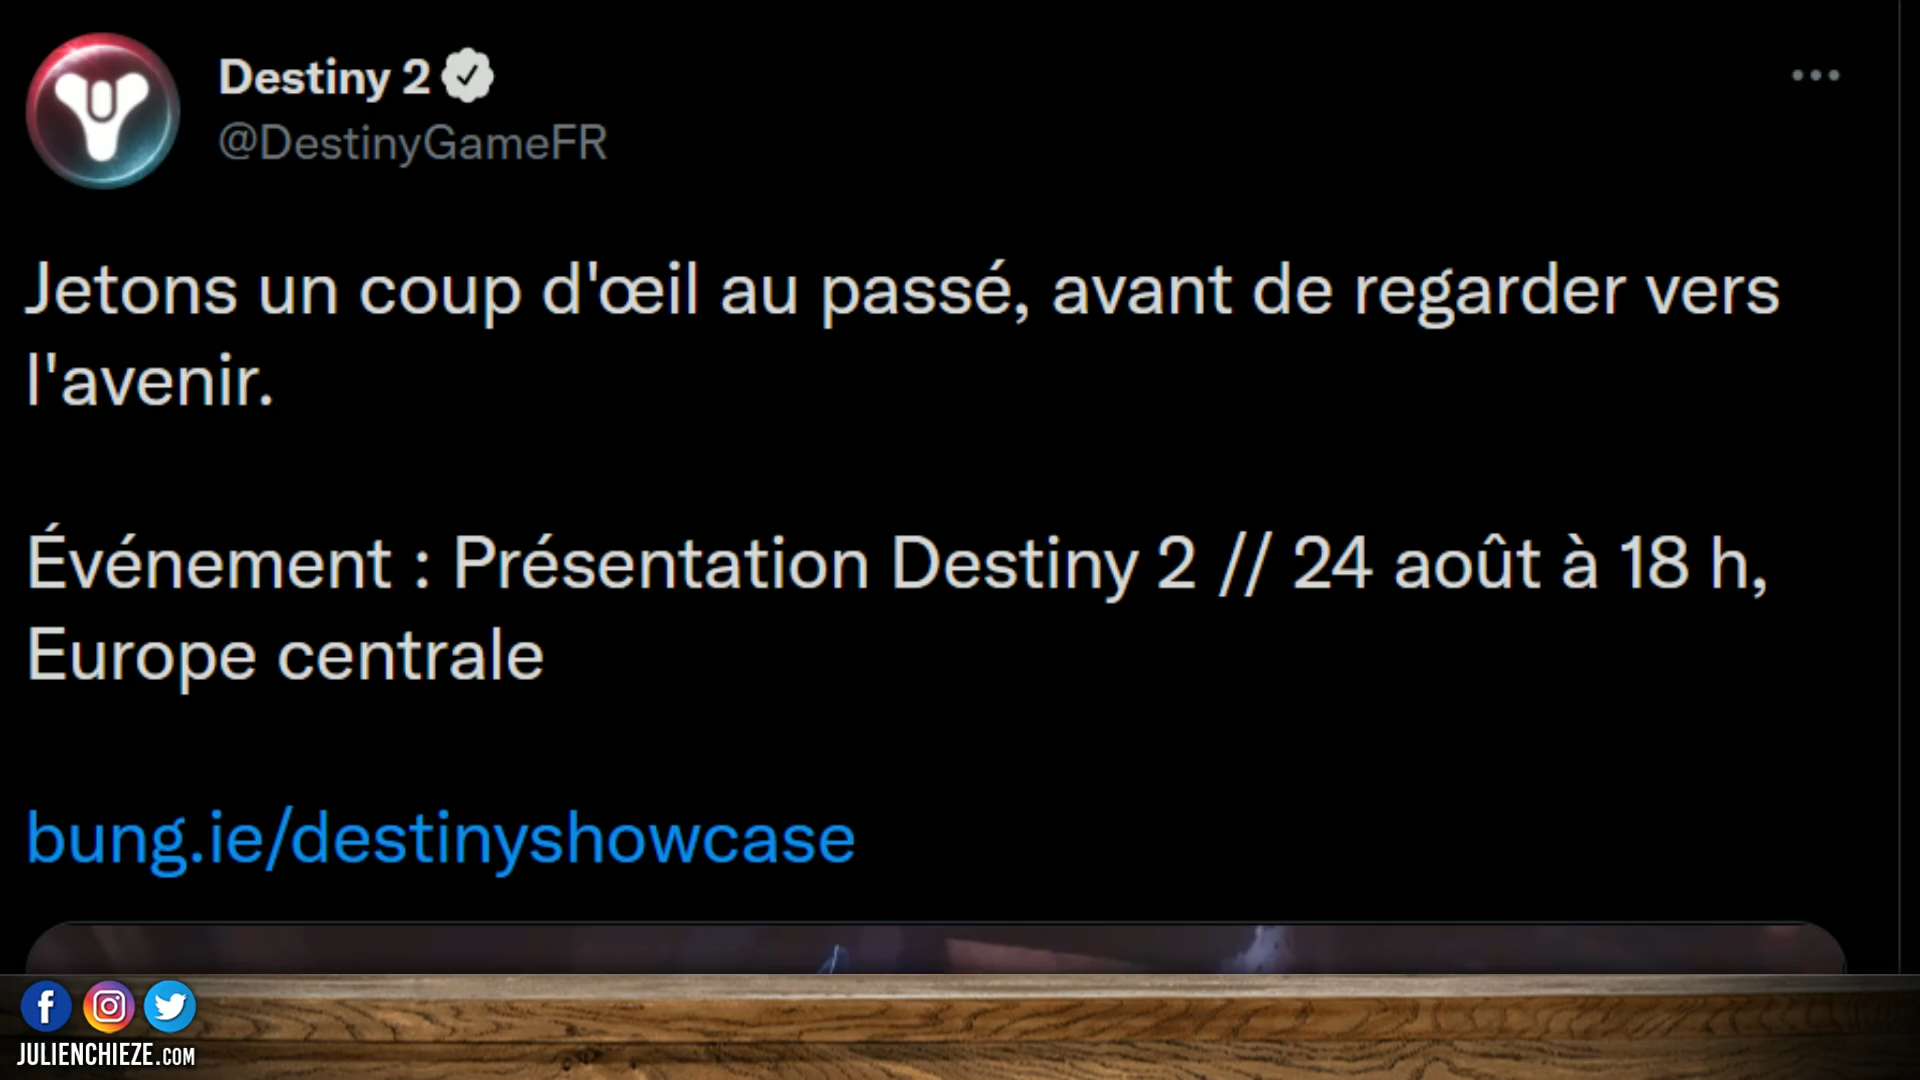 Destiny 2
@DestinyGameFR
Jetons un coup d'œil au passé, avant de regarder vers
l'avenir.
Événement : Présentation Destiny 2 // 24 août à 18 h,
Europe centrale
bung.ie/destinyshowcase
JULIENCHIEZE.COM